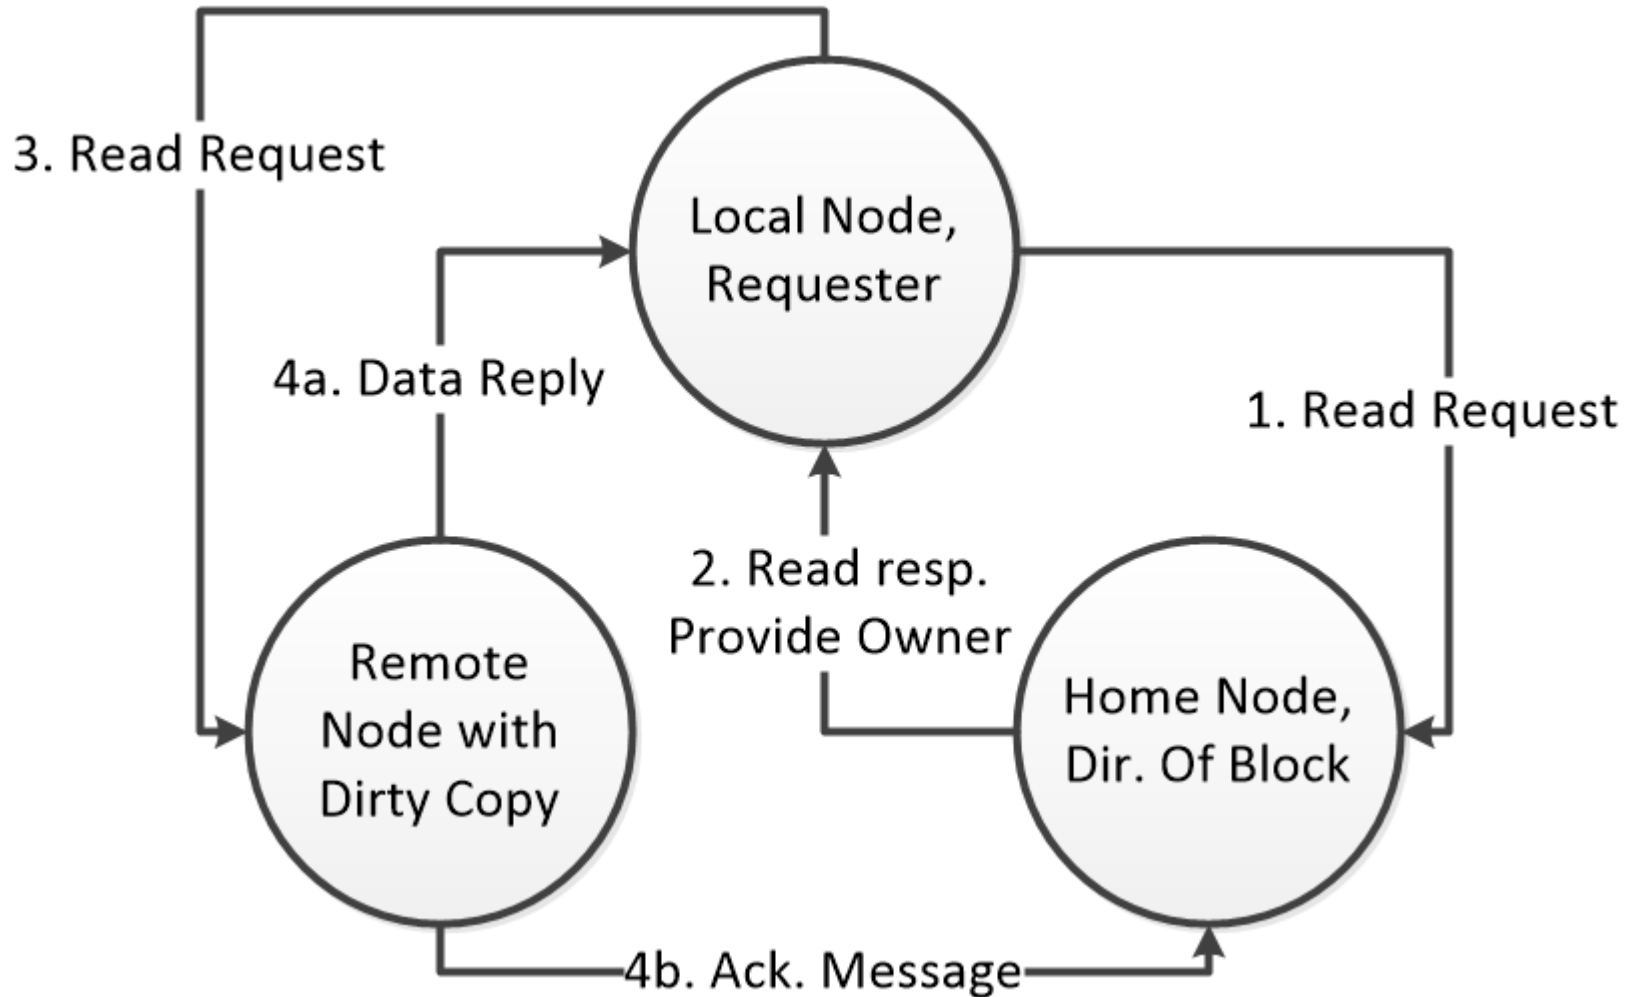 3. Read Request
Local Node,
Requester
4a. Data Reply
1. Read Request
2. Read resp.
Provide Owner
Remote
Node with
Dirty Copy
Home Node,
Dir. Of Block
4b. Ack. Message